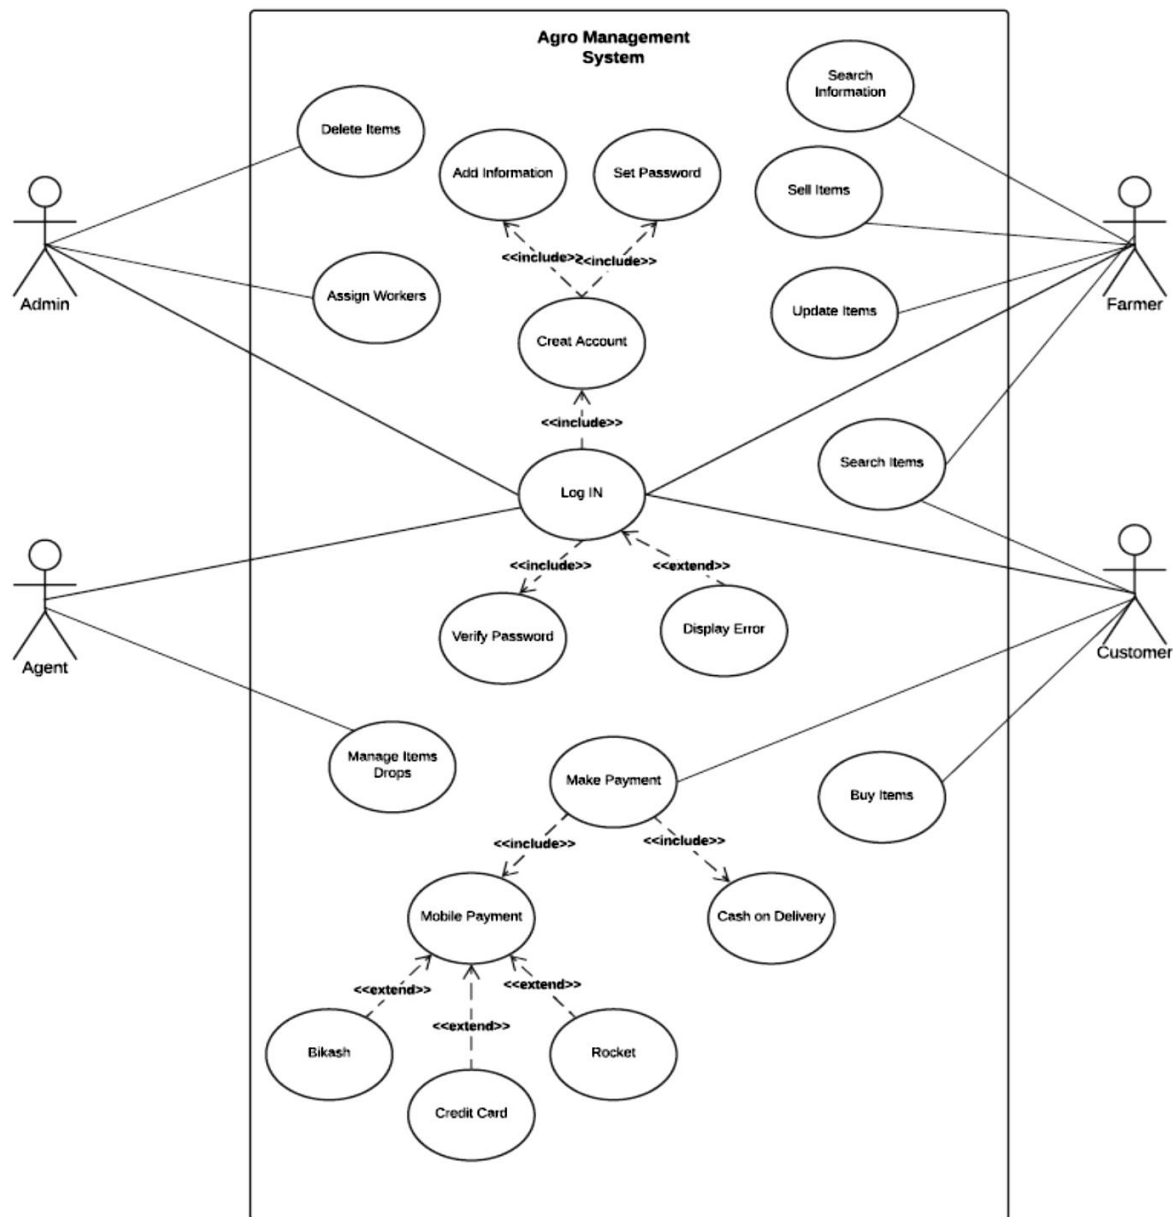 Agro Management
System
Search
Information
Delete Items
Add Information
Set Password
Sell Items
<<include>>
<<include>>
Admin
Assign Workers
Update Items
Farmer
Creat Account
<<include>>
Search Items
Log IN
<<include>>
<<extend>>
Verify Password
Display Error
Agent
Customer
Manage Items
Drops
Make Payment
Buy Items
<<include>>
<<include>>
Mobile Payment
Cash on Delivery
<<extend>>
<<extend>>
<<extend>>
Bikash
Rocket
Credit Card